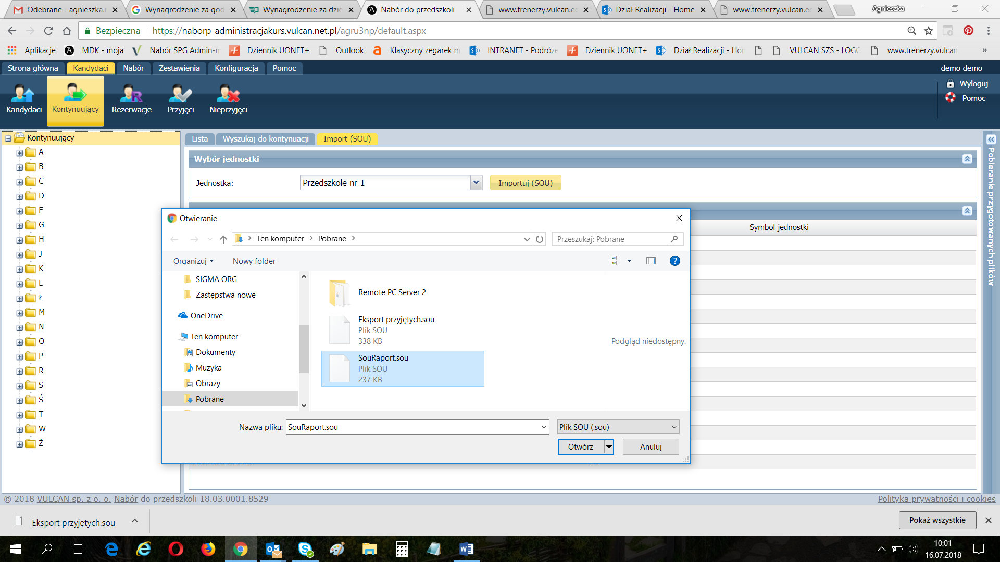 Odebrane - agnieszka.r
Wynagrodzenie za god
Wynagrodzenie za dzie
Nabór do przedszkoli
www.trenerzy.vulcan.ec
Dział Realizacji - Home
www.trenerzy.vulcan.ec
Agnieszka
Bezpieczna
https://naborp-administracjakurs.vulcan.net.pl/agru3np/default.aspx
Aplikacje
MDK - moja
Nabór SPG Admin-m
Dziennik UONET+
Outlook
Klasyczny zegarek m
INTRANET - Podróże
Dziennik UONET+
Dział Realizacji - Hom
VULCAN SZS - LOGO
www.trenerzy.vulcan
»
Strona główna
Kandydaci
Nabór
Zestawienia
Konfiguracja
Pomoc
demo demo
Kandydaci
Kontynuujący
Rezerwacje
Przyjęci
Nieprzyjęci
Wyloguj
Pomoc
Kontynuujący
A
B
C
D
F
G
H
J
K
L
Ł
M
N
O
P
R
S
Ś
T
W
Ż
Lista
Wyszukaj do kontynuacji
Import (SOU)
Wybór jednostki
Jednostka:
Przedszkole nr 1
Importuj (SOU)
Symbol jednostki
Pobieranie przygotowanych plików
Otwieranie
Ten komputer
Pobrane
Przeszukaj: Pobrane
Organizuj
Nowy folder
SIGMA ORG
Zastępstwa nowe
OneDrive
Ten komputer
Dokumenty
Muzyka
Obrazy
Pobrane
Remote PC Server 2
Eksport przyjętych.sou
Plik SOU
338 KB
SouRaport.sou
Plik SOU
237 KB
Podgląd niedostępny.
Nazwa pliku:
SouRaport.sou
Plik SOU (.sou)
Otwórz
Anuluj
© 2018 VULCAN sp. z o. o. Nabór do przedszkoli 18.03.0001.8529
Polityka prywatności i cookies
Eksport przyjętych.sou
Pokaż wszystkie
10:01
16.07.2018